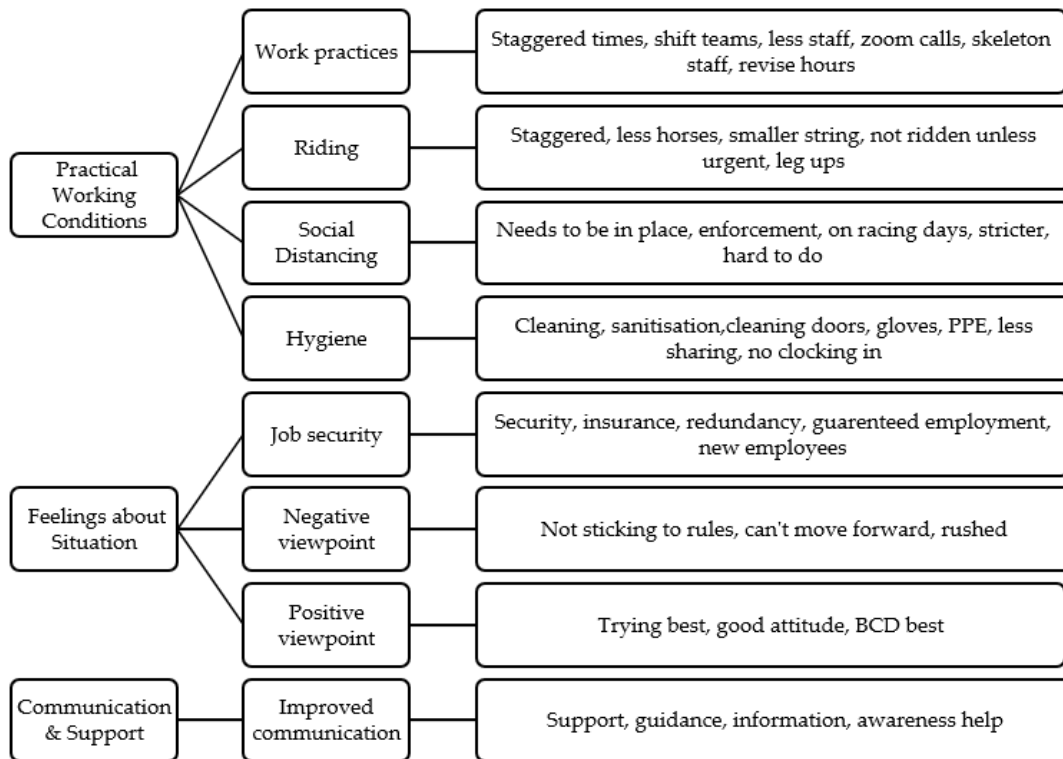 Work practices
Staggered times, shift teams, less staff, zoom calls, skeleton
staff, revise hours
Practical
Working
Conditions
Riding
Staggered, less horses, smaller string, not ridden unless
urgent, leg ups
Social
Distancing
Needs to be in place, enforcement, on racing days, stricter,
hard to do
Hygiene
Cleaning, sanitisation,cleaning doors, gloves, PPE, less
sharing, no clocking in
Feelings about
Situation
Job security
Security, insurance, redundancy, guarenteed employment,
new employees
Negative
viewpoint
Not sticking to rules, can't move forward, rushed
Positive
viewpoint
Trying best, good attitude, BCD best
Communication
& Support
Improved
communication
Support, guidance, information, awareness help